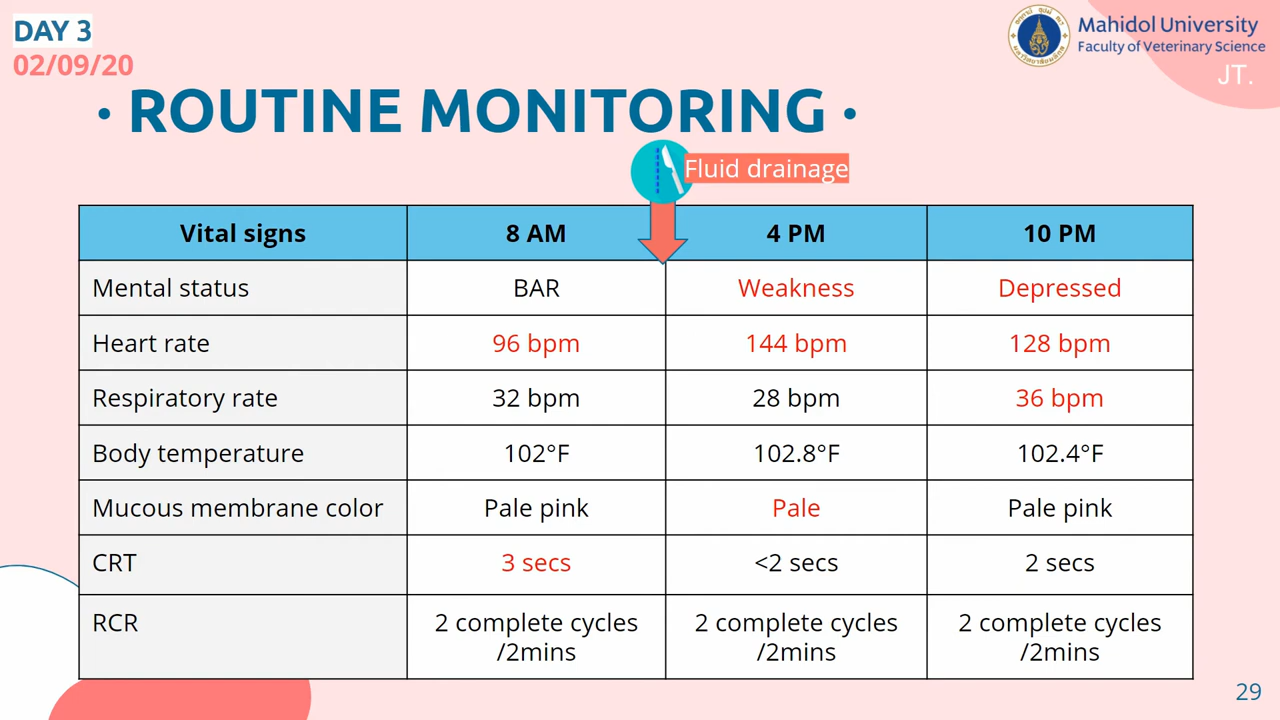 DAY 3
02/09/20
Mahidol University
Faculty of Veterinary Science
JT.
• ROUTINE MONITORING •
Fluid drainage
Vital signs 8 AM 4 PM 10 PM
Mental status BAR Weakness Depressed
Heart rate 96 bpm 144 bpm 128 bpm
Respiratory rate 32 bpm 28 bpm 36 bpm
Body temperature 102°F 102.8°F 102.4°F
Mucous membrane color Pale pink Pale Pale pink
CRT 3 secs <2 secs 2 secs
RCR 2 complete cycles 2 complete cycles 2 complete cycles
/2mins /2mins /2mins
29